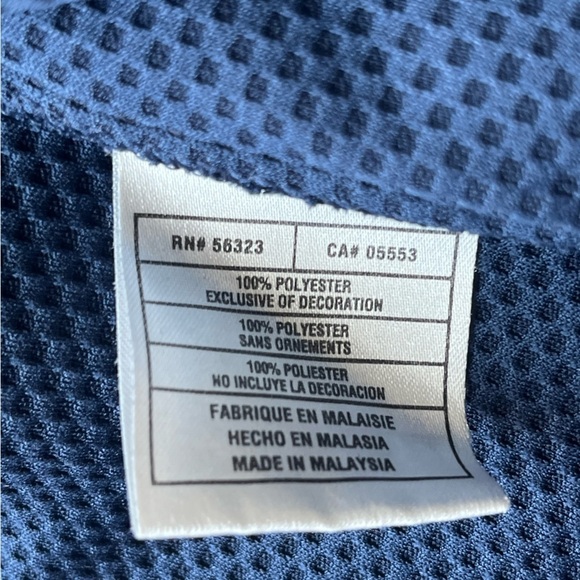 RN# 56323 CA# 05553
100% POLYESTER
EXCLUSIVE OF DECORATION
100% POLYESTER
SANS ORNEMENTS
100% POLIESTER
NO INCLUYE LA DECORACION
FABRIQUE EN MALAISIE
HECHO EN MALASIA
MADE IN MALAYSIA